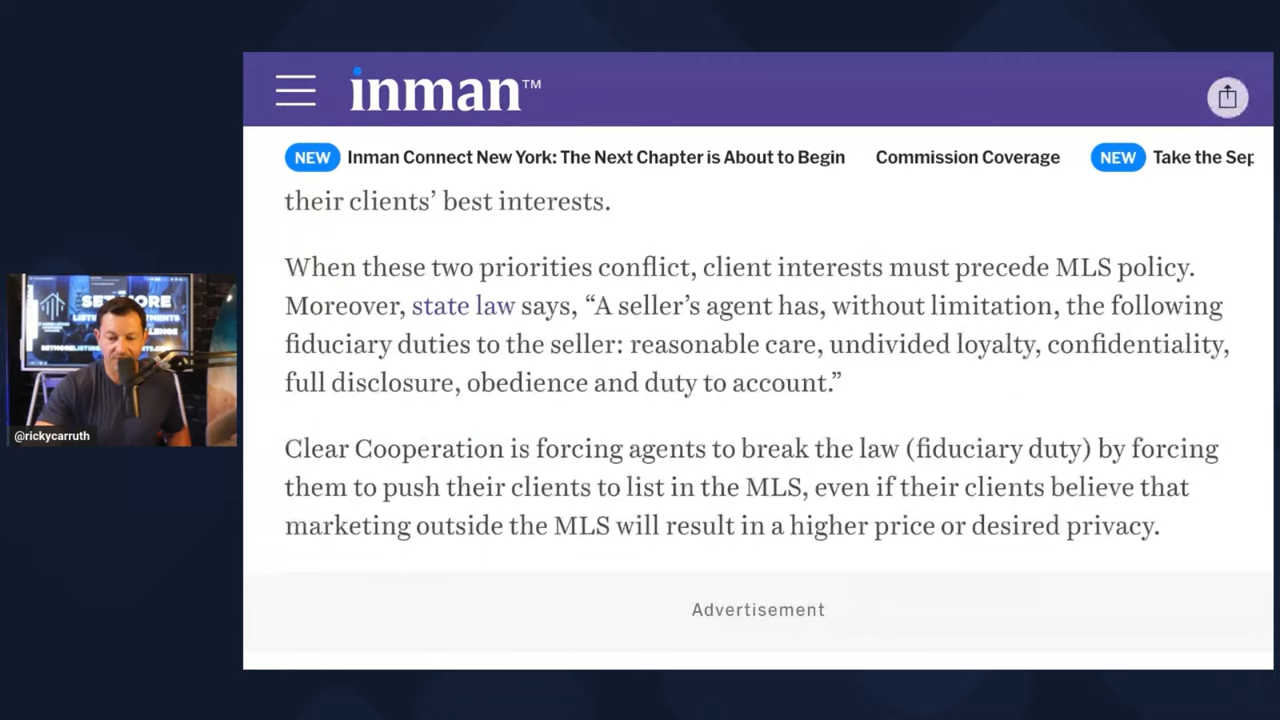 inman™
NEW Inman Connect New York: The Next Chapter is About to Begin Commission Coverage NEW Take the Sep
their clients’ best interests.
When these two priorities conflict, client interests must precede MLS policy.
Moreover, state law says, “A seller’s agent has, without limitation, the following
fiduciary duties to the seller: reasonable care, undivided loyalty, confidentiality,
full disclosure, obedience and duty to account.”
Clear Cooperation is forcing agents to break the law (fiduciary duty) by forcing
them to push their clients to list in the MLS, even if their clients believe that
marketing outside the MLS will result in a higher price or desired privacy.
Advertisement
@rickycarruth